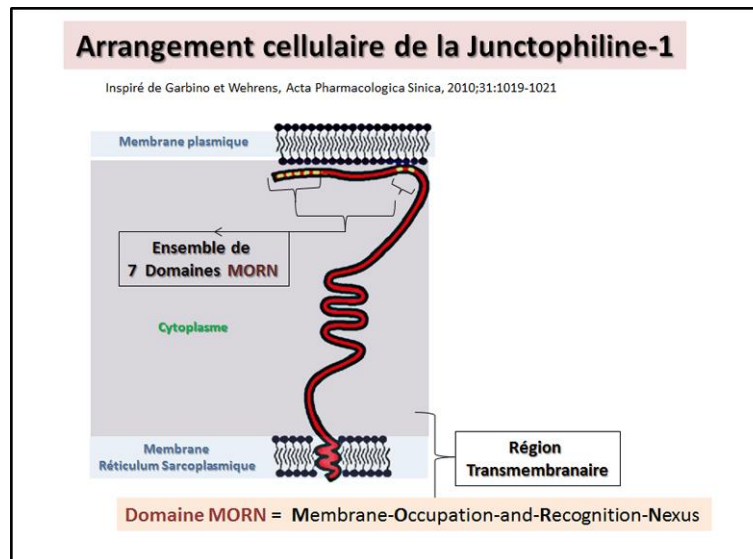 Arrangement cellulaire de la Junctophiline-1
Inspiré de Garbino et Wehrens, Acta Pharmacologica Sinica, 2010;31:1019-1021
Membrane plasmique
Ensemble de
7 Domaines MORN
Cytoplasme
Membrane
Réticulum Sarcoplasmique
Région
Transmembranaire
Domaine MORN = Membrane-Occupation-and-Recognition-Nexus